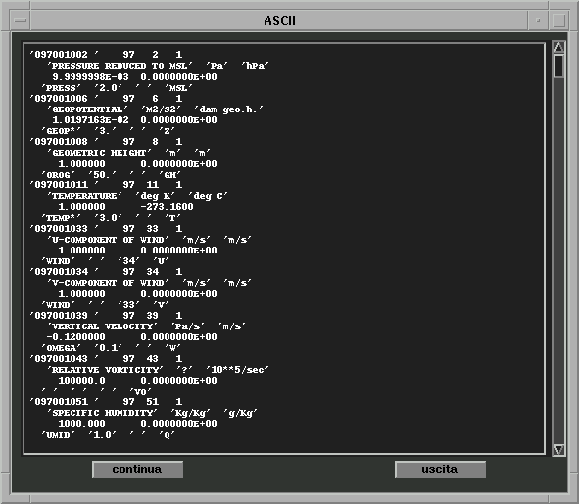 ASCII
'097001002 ' 97 2 1
'PRESSURE REDUCED TO MSL' 'Pa' 'hPa'
9.9999998E-03 0.0000000E+00
'PRESS' '2.0' ' ' 'MSL'
'097001006 ' 97 6 1
'GEOPOTENTIAL' 'M2/S2' 'dam geo.h.'
1.0197163E-02 0.0000000E+00
'GEOP*' '3.' ' ' 'Z'
'097001008 ' 97 8 1
'GEOMETRIC HEIGHT' 'm' 'm'
1.000000 0.0000000E+00
'OROG' '50.' ' ' 'GH'
'097001011 ' 97 11 1
'TEMPERATURE' 'deg K' 'deg C'
1.000000 -273.1600
'TEMP*' '3.0' ' ' 'T'
'097001033 ' 97 33 1
'U-COMPONENT OF WIND' 'm/s' 'm/s'
1.000000 0.0000000E+00
'WIND' ' ' '34' 'U'
'097001034 ' 97 34 1
'V-COMPONENT OF WIND' 'm/s' 'm/s'
1.000000 0.0000000E+00
'WIND' ' ' '33' 'V'
'097001039 ' 97 39 1
'VERTICAL VELOCITY' 'Pa/s' 'm/s'
-0.1200000 0.0000000E+00
'OMEGA' '0.1' ' ' 'W'
'097001043 ' 97 43 1
'RELATIVE VORTICITY' '?' '10**5/sec'
100000.0 0.0000000E+00
' ' ' ' ' ' 'VO'
'097001051 ' 97 51 1
'SPECIFIC HUMIDITY' 'Kg/Kg' 'g/Kg'
1000.000 0.0000000E+00
'UMID' '1.0' ' ' 'Q'
continua uscita